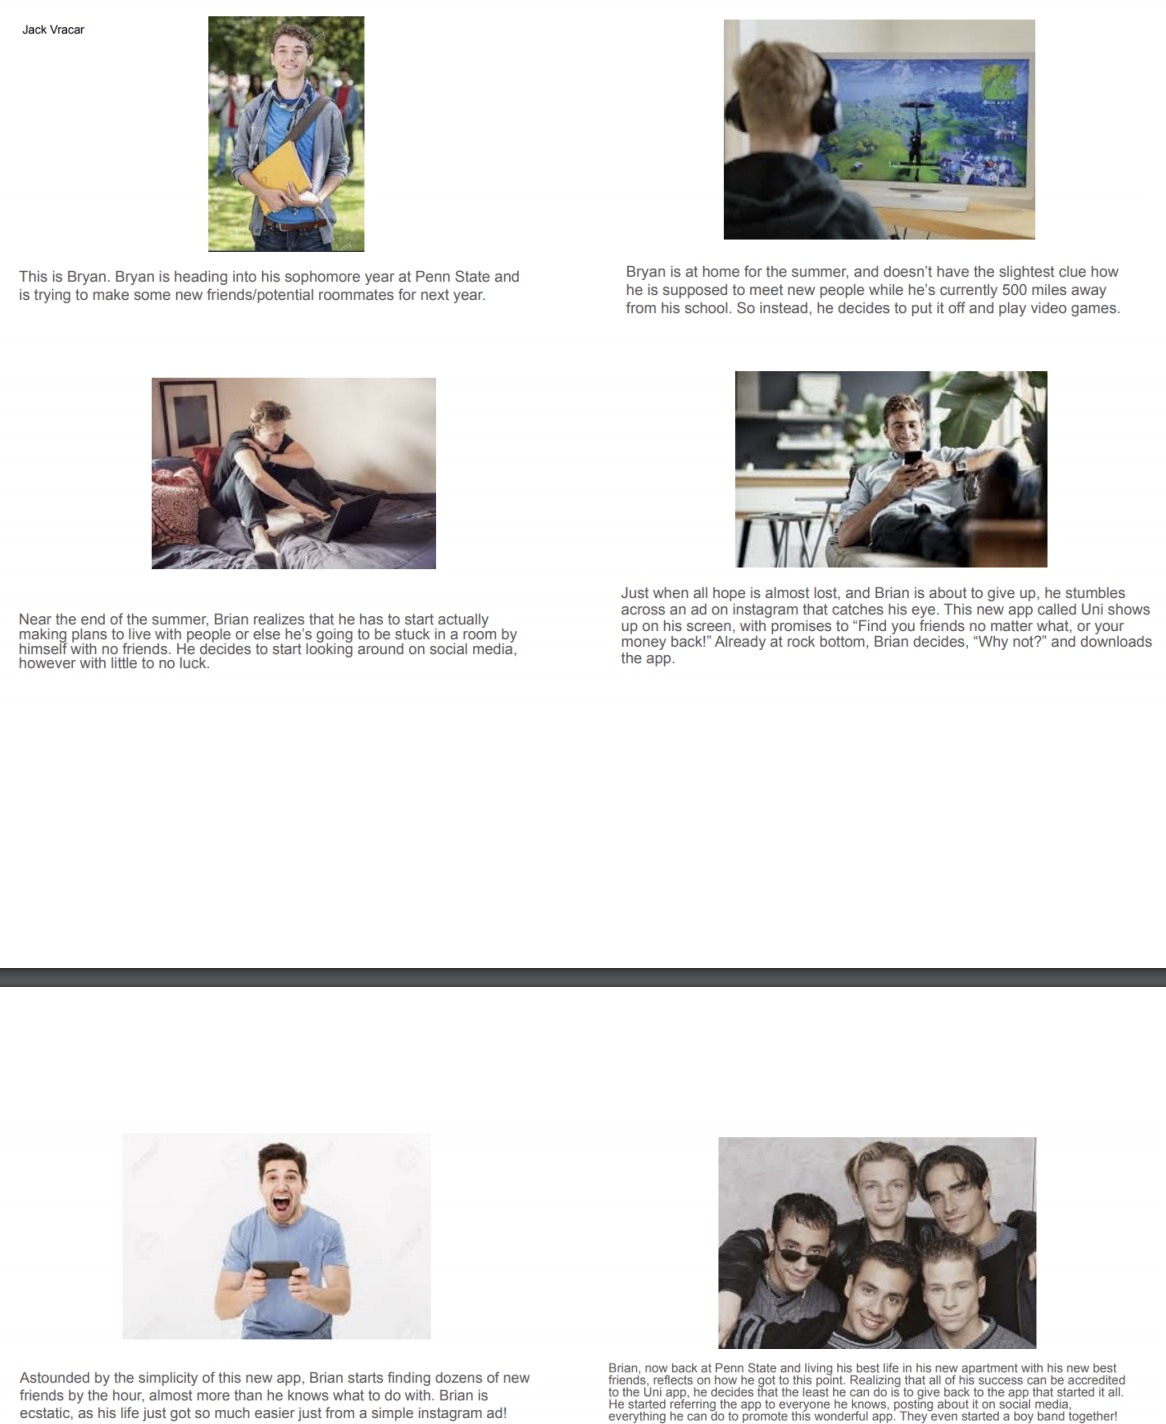 Jack Vracar
This is Bryan. Bryan is heading into his sophomore year at Penn State and
is trying to make some new friends/potential roommates for next year.
Bryan is at home for the summer, and doesn't have the slightest clue how
he is supposed to meet new people while he's currently 500 miles away
from his school. So instead, he decides to put it off and play video games.
Near the end of the summer, Brian realizes that he has to start actually
making plans to live with people or else he's going to be stuck in a room by
himself with no friends. He decides to start looking around on social media,
however with little to no luck.
Just when all hope is almost lost, and Brian is about to give up, he stumbles
across an ad on instagram that catches his eye. This new app called Uni shows
up on his screen, with promises to “Find you friends no matter what, or your
money back!” Already at rock bottom, Brian decides, “Why not?” and downloads
the app.
Astounded by the simplicity of this new app, Brian starts finding dozens of new
friends by the hour, almost more than he knows what to do with. Brian is
ecstatic, as his life just got so much easier just from a simple instagram ad!
Brian, now back at Penn State and living his best life in his new apartment with his new best
friends, reflects on how he got to this point. Realizing that all of his success can be accredited
to the Uni app, he decides that the least he can do is to give back to the app that started it all.
He started referring the app to everyone he knows, posting about it on social media,
everything he can do to promote this wonderful app. They even started a boy band together!